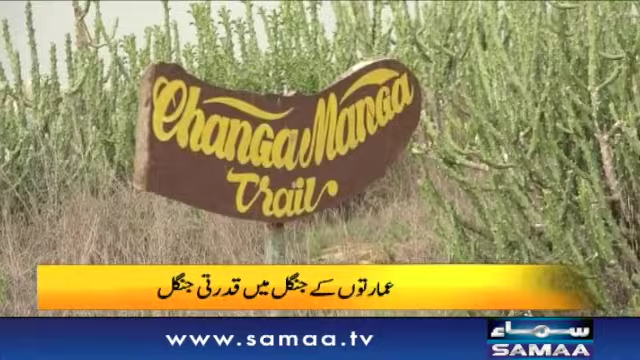 Changa Manga
Trail
عمارتوں کے جنگل میں قدرتی جنگل
www.samaa.tv
سماء
SAMAA